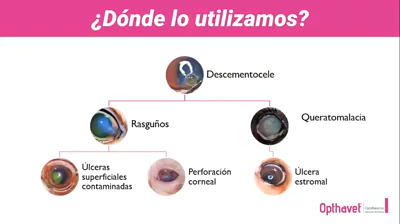 ¿Dónde lo utilizamos?
Descementocele
Rasguños
Queratomalacia
Úlceras
superficiales
contaminadas
Perforación
corneal
Úlcera
estromal
Opthavet